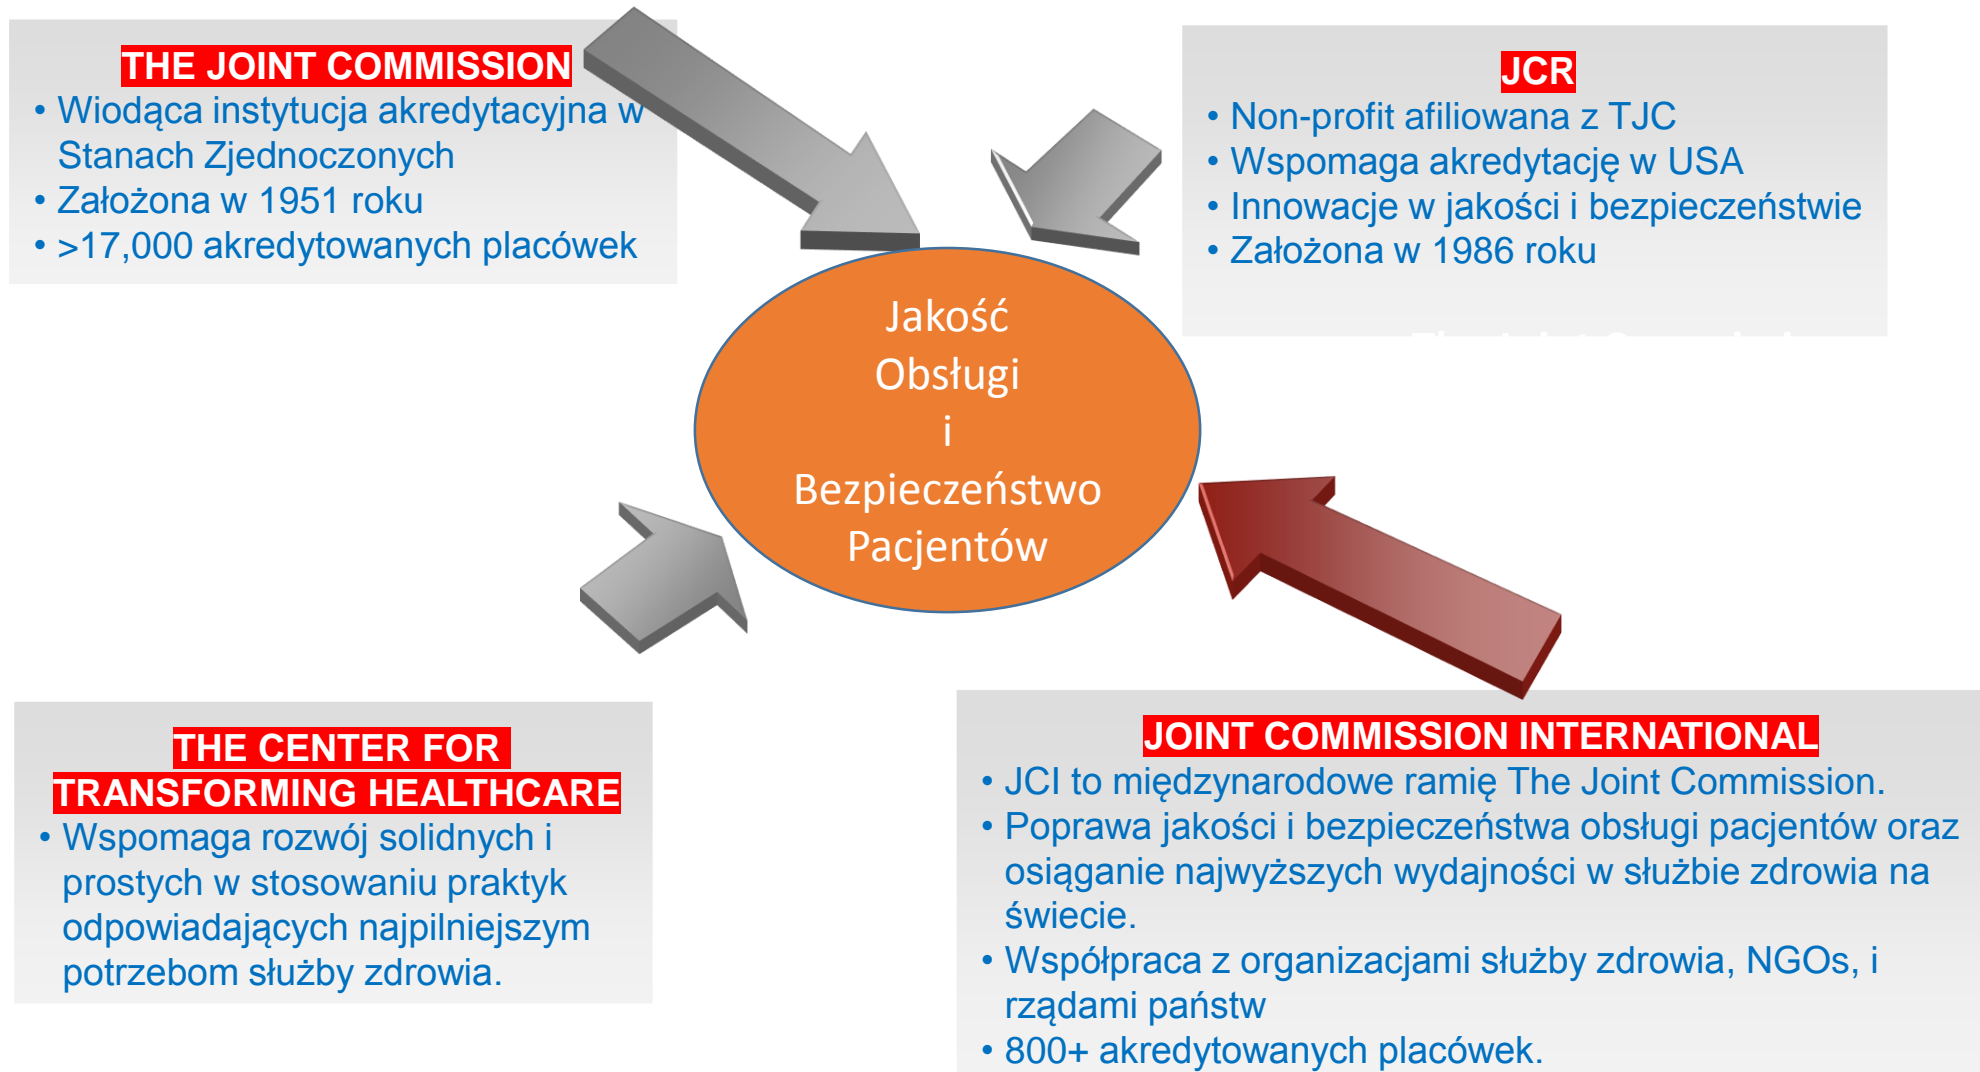 THE JOINT COMMISSION
• Wiodąca instytucja akredytacyjna w
Stanach Zjednoczonych
• Założona w 1951 roku
• >17,000 akredytowanych placówek
JCR
• Non-profit afiliowana z TJC
• Wspomaga akredytację w USA
• Innowacje w jakości i bezpieczeństwie
• Założona w 1986 roku
Jakość
Obsługi
i
Bezpieczeństwo
Pacjentów
THE CENTER FOR
TRANSFORMING HEALTHCARE
• Wspomaga rozwój solidnych i
prostych w stosowaniu praktyk
odpowiadających najpilniejszym
potrzebom służby zdrowia.
JOINT COMMISSION INTERNATIONAL
• JCI to międzynarodowe ramię The Joint Commission.
• Poprawa jakości i bezpieczeństwa obsługi pacjentów oraz
osiąganie najwyższych wydajności w służbie zdrowia na
świecie.
• Współpraca z organizacjami służby zdrowia, NGOs, i
rządami państw
• 800+ akredytowanych placówek.